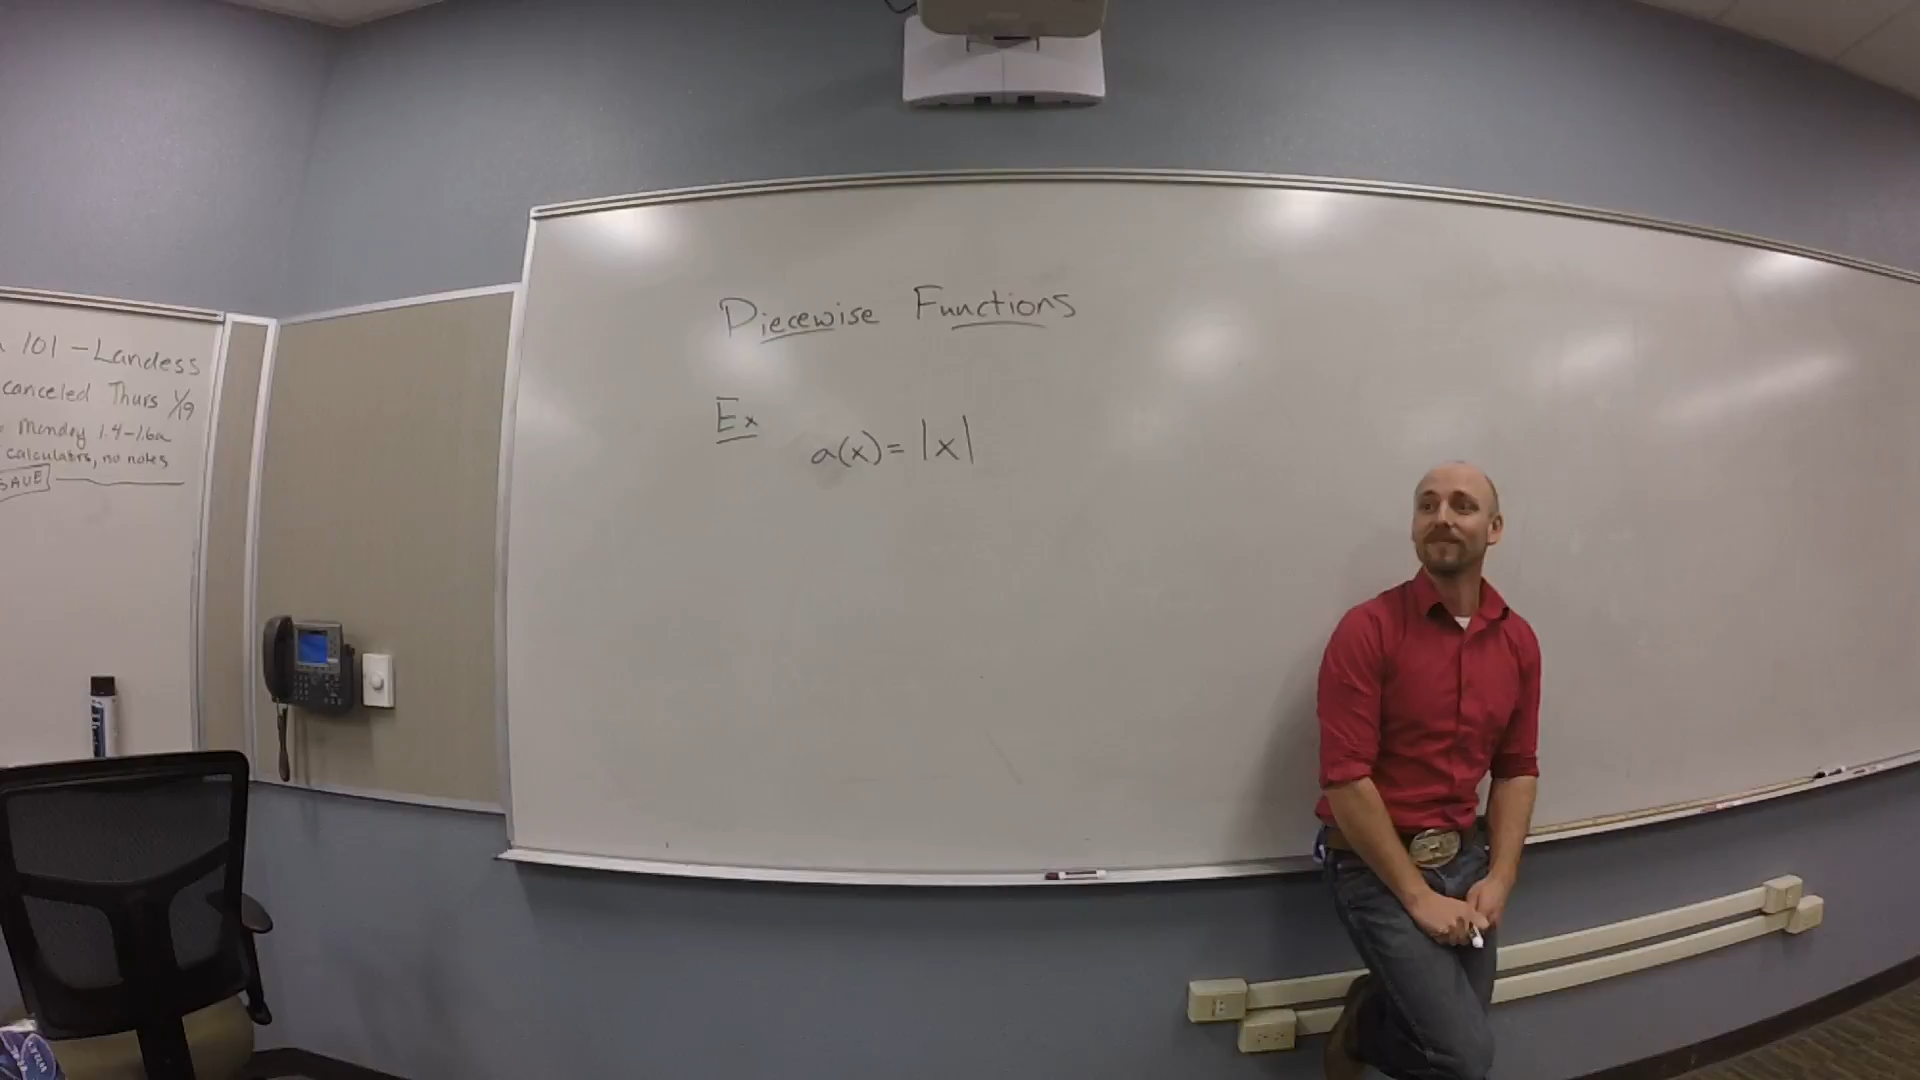 101 - Landess
canceled Thurs 1/19
Monday 1.4-1.6a
calculators, no notes
SAVE
Piecewise Functions
Ex
a(x) = |x|